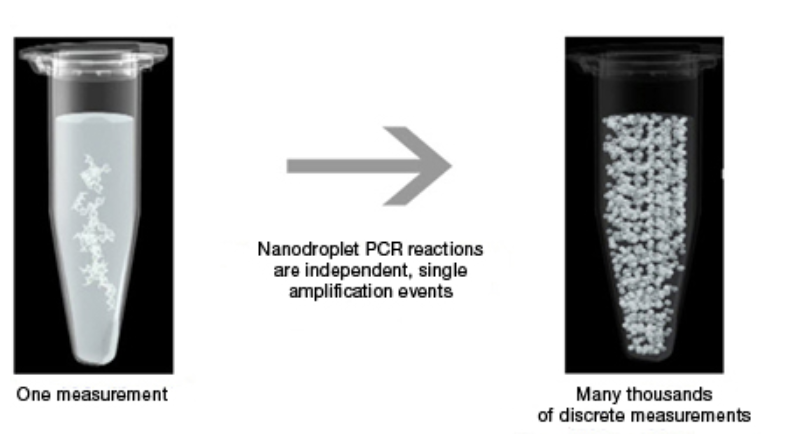 Nanodroplet PCR reactions
are independent, single
amplification events
One measurement
Many thousands
of discrete measurements